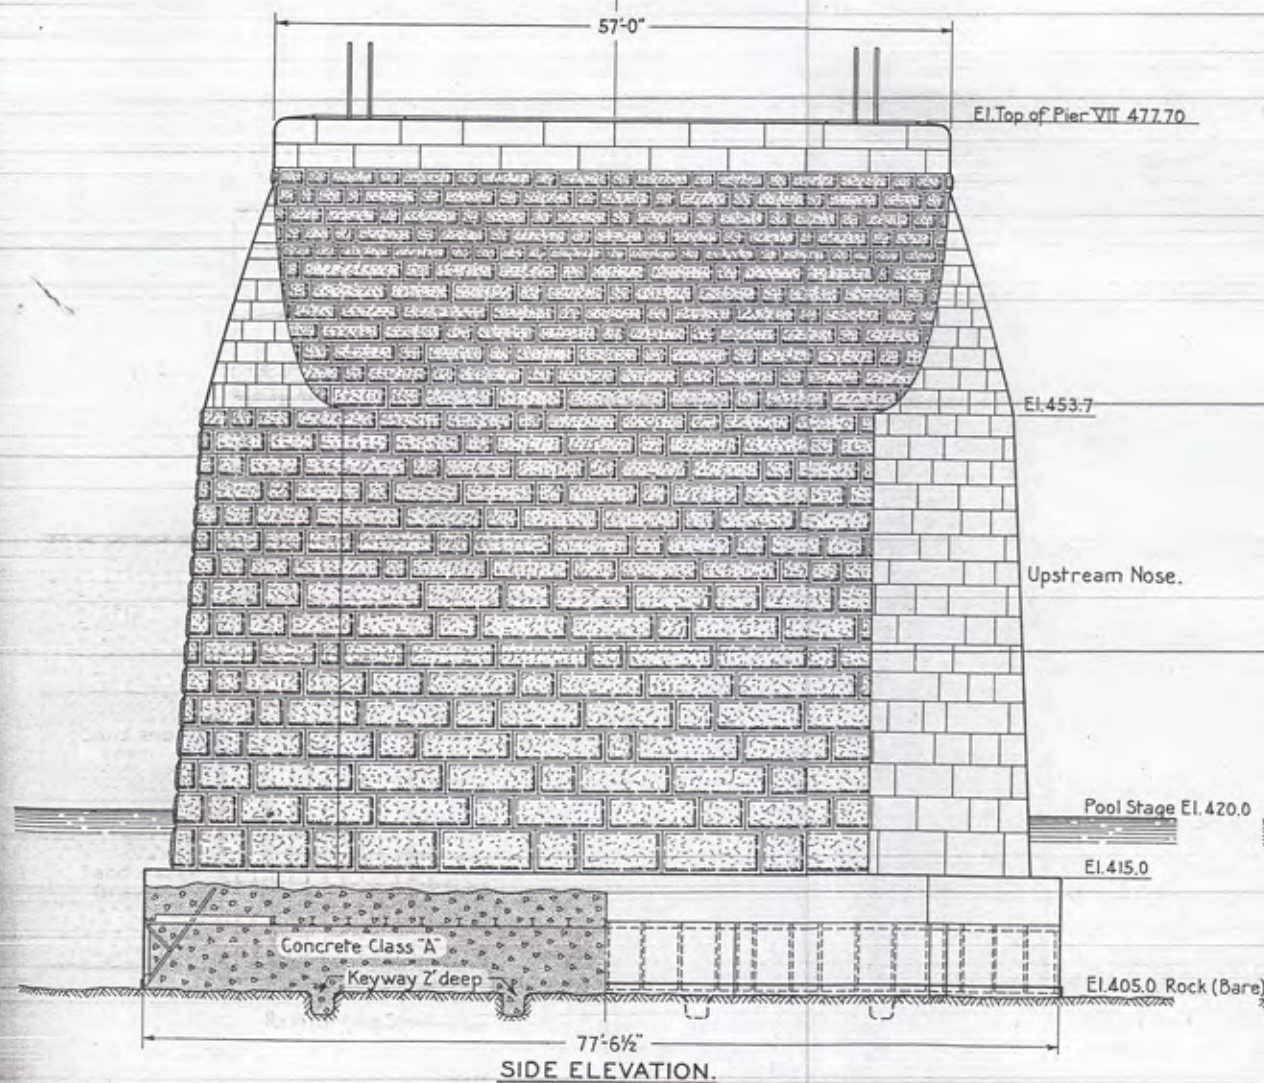 57'-0"
El. Top of Pier VII 477.70
El. 453.7
Upstream Nose.
Pool Stage El. 420.0
El. 415.0
Concrete Class "A"
Keyway 2' deep
El. 405.0 Rock (Bare)
77'-6½"
SIDE ELEVATION.